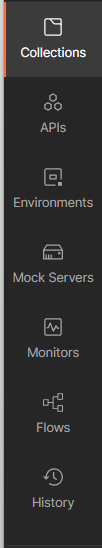 Collections
APIs
Environments
Mock Servers
Monitors
Flows
History